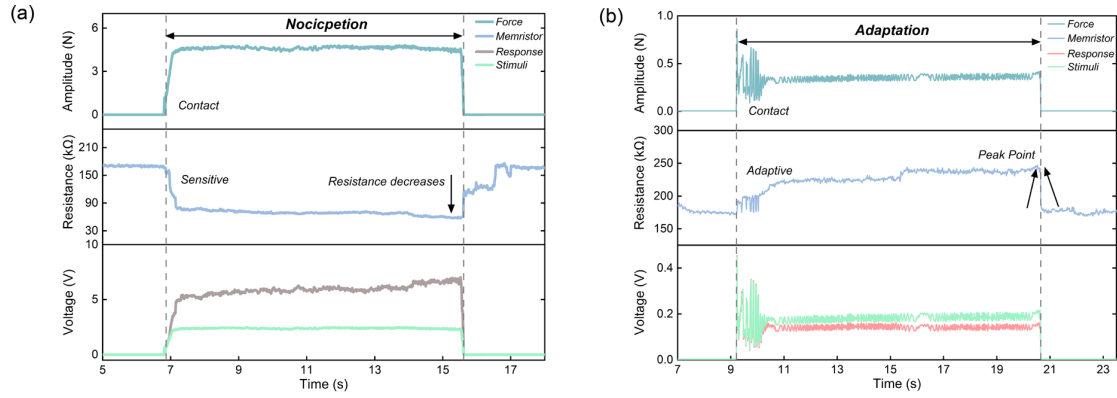 (a)
Nocicpetion
Force
Memristor
Response
Stimuli
Amplitude (N)
6
3
0
Contact
Resistance (kΩ)
210
150
90
30
Sensitive
Resistance decreases
Voltage (V)
10
5
0
5 7 9 11 13 15 17
Time (s)
(b)
Adaptation
Force
Memristor
Response
Stimuli
Amplitude (N)
1.0
0.5
0.0
Contact
Resistance (kΩ)
300
250
200
150
Peak Point
Adaptive
Voltage (V)
0.4
0.2
0.0
7 9 11 13 15 17 19 21 23
Time (s)